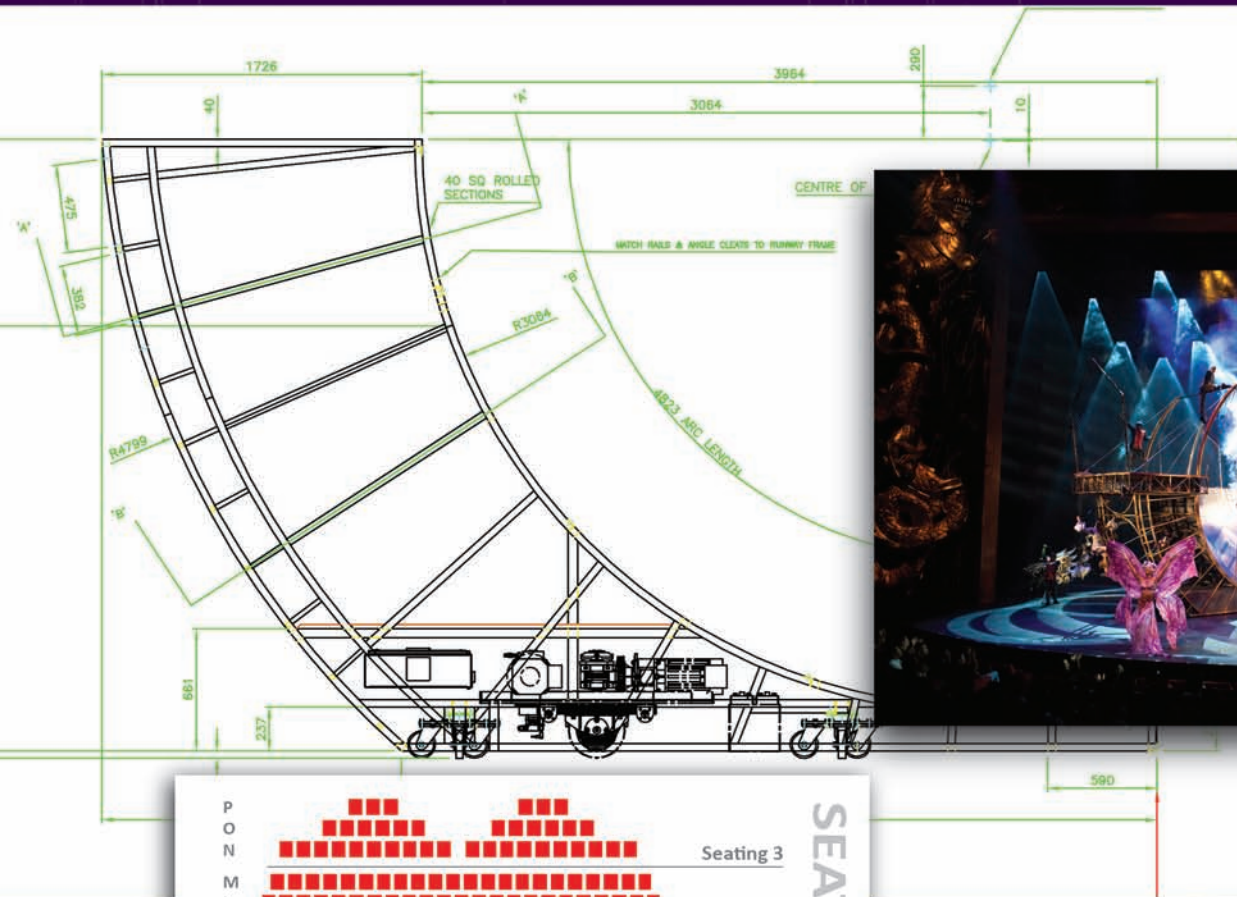 1726
3964
290
3064
10
40
"A"
40 SQ ROLLED
SECTIONS
CENTRE OF
475
"A"
MATCH RAILS & ANGLE CLEATS TO RUNWAY FRAME
382
"B"
R3064
4823 ARC LENGTH
R4799
"B"
661
237
590
P
O
N
M
Seating 3
SEA